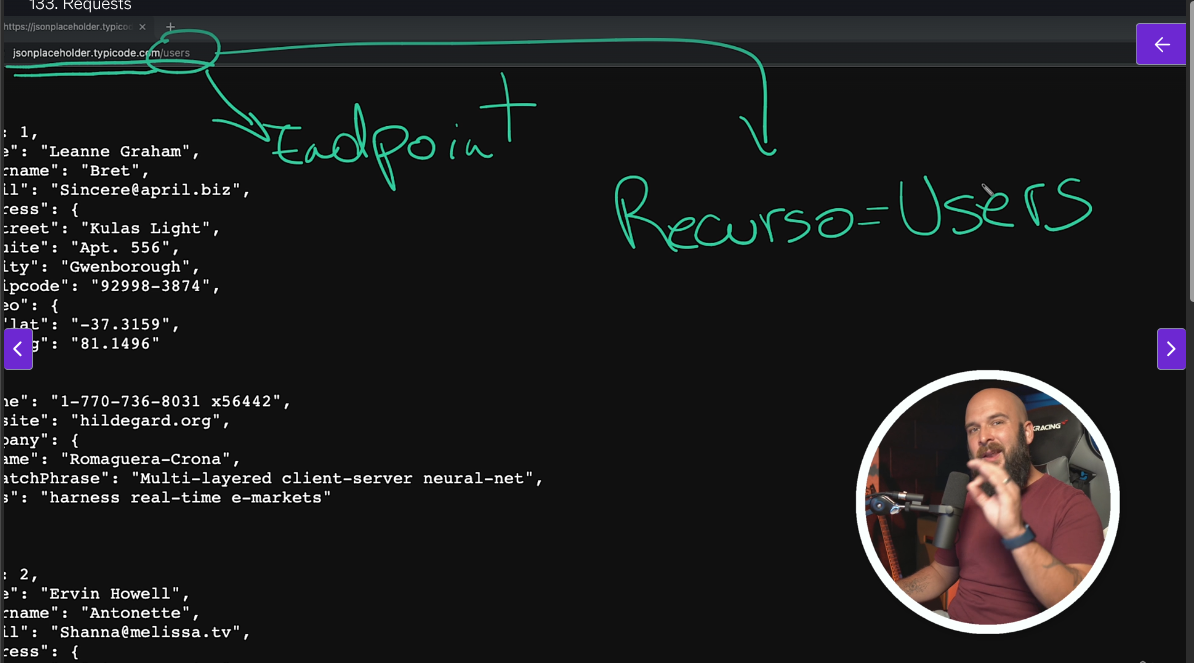 133. Requests
https://jsonplaceholder.typico
jsonplaceholder.typicode.com/users
Endpoint
Recurso=Users
: 1,
e": "Leanne Graham",
rname": "Bret",
il": "Sincere@april.biz",
ress": {
treet": "Kulas Light",
uite": "Apt. 556",
ity": "Gwenborough",
ipcode": "92998-3874",
eo": {
"lat": "-37.3159",
g": "81.1496"
ne": "1-770-736-8031 x56442",
site": "hildegard.org",
pany": {
ame": "Romaguera-Crona",
atchPhrase": "Multi-layered client-server neural-net",
s": "harness real-time e-markets"
RACING
: 2,
e": "Ervin Howell",
rname": "Antonette",
il": "Shanna@melissa.tv",
ress": {